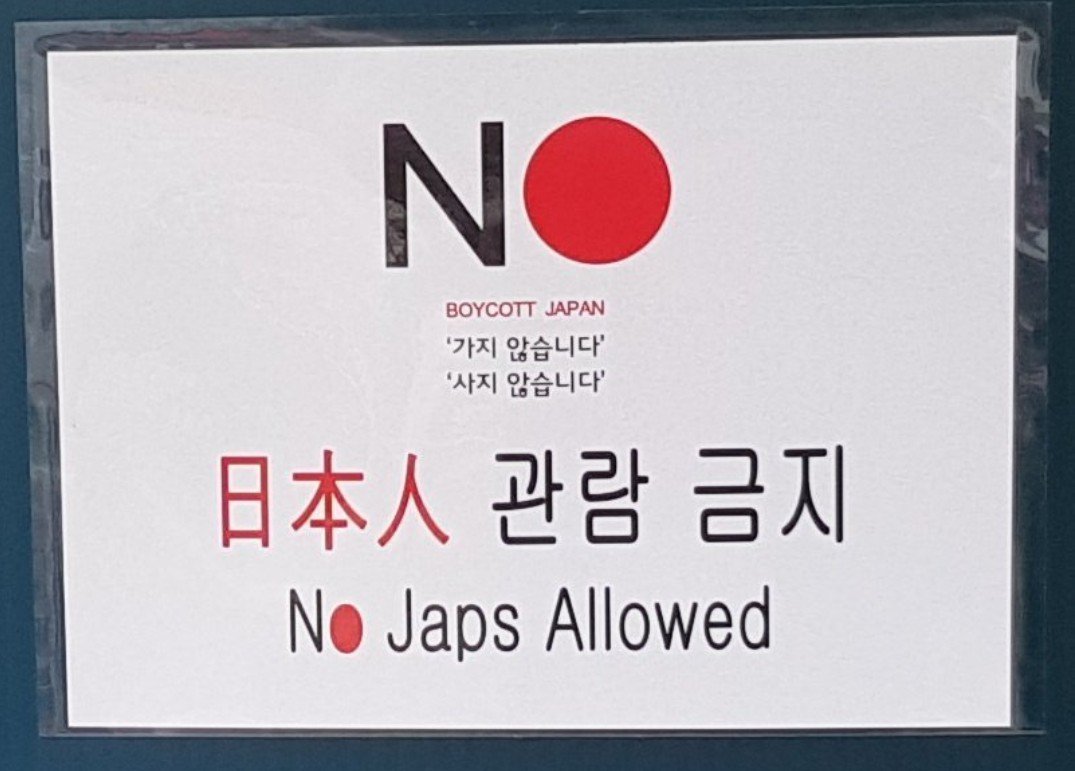 NO
BOYCOTT JAPAN
'가지 않습니다'
'사지 않습니다'
日本人 관람 금지
No Japs Allowed